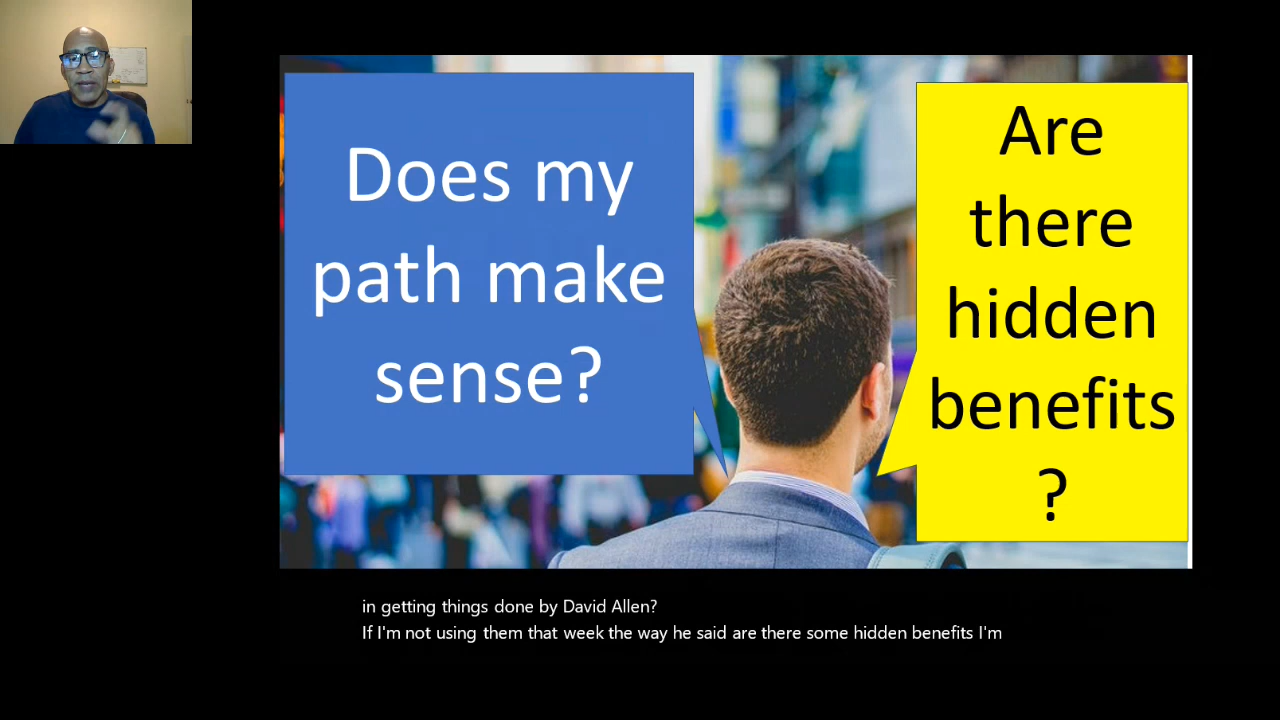 Does my
path make
sense?
Are
there
hidden
benefits
?
in getting things done by David Allen?
If I'm not using them that week the way he said are there some hidden benefits I'm